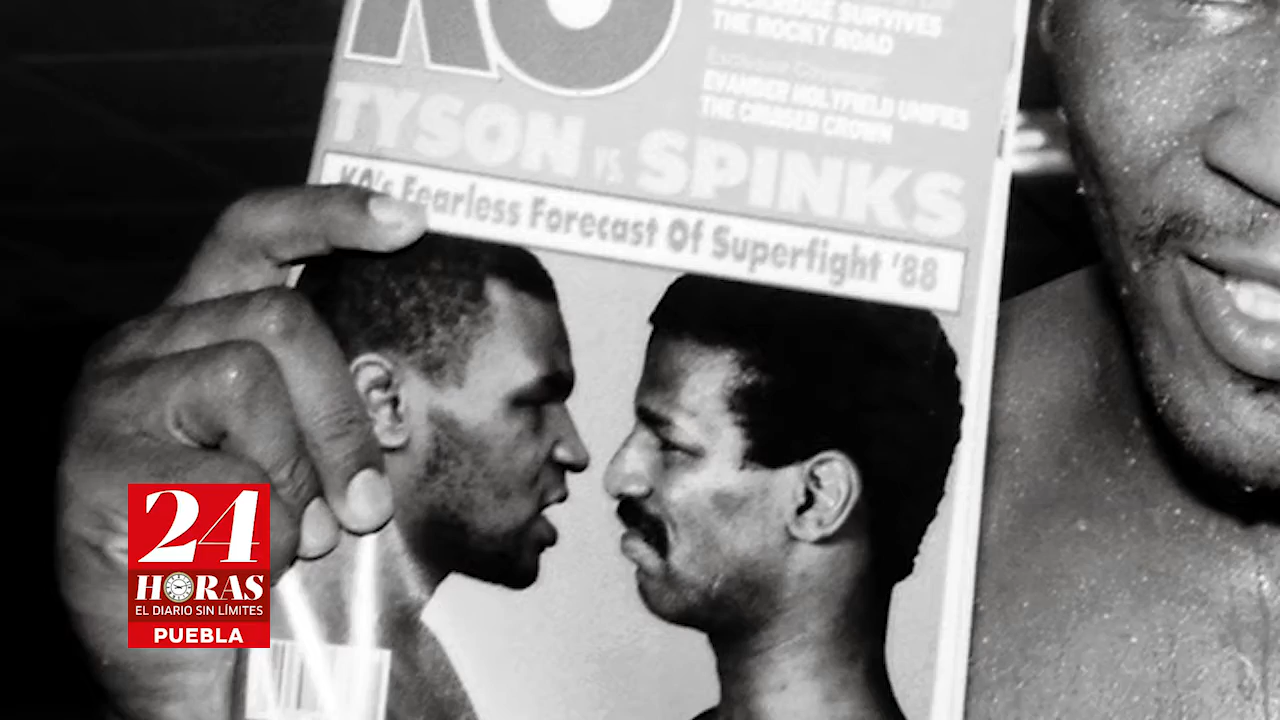 KO
SURVIVES
THE ROCKY ROAD
EVANDER HOLYFIELD UNIFIES
THE CRUISER CROWN
TYSON VS SPINKS
KO's Fearless Forecast Of Superfight '88
24
HORAS
EL DIARIO SIN LÍMITES
PUEBLA